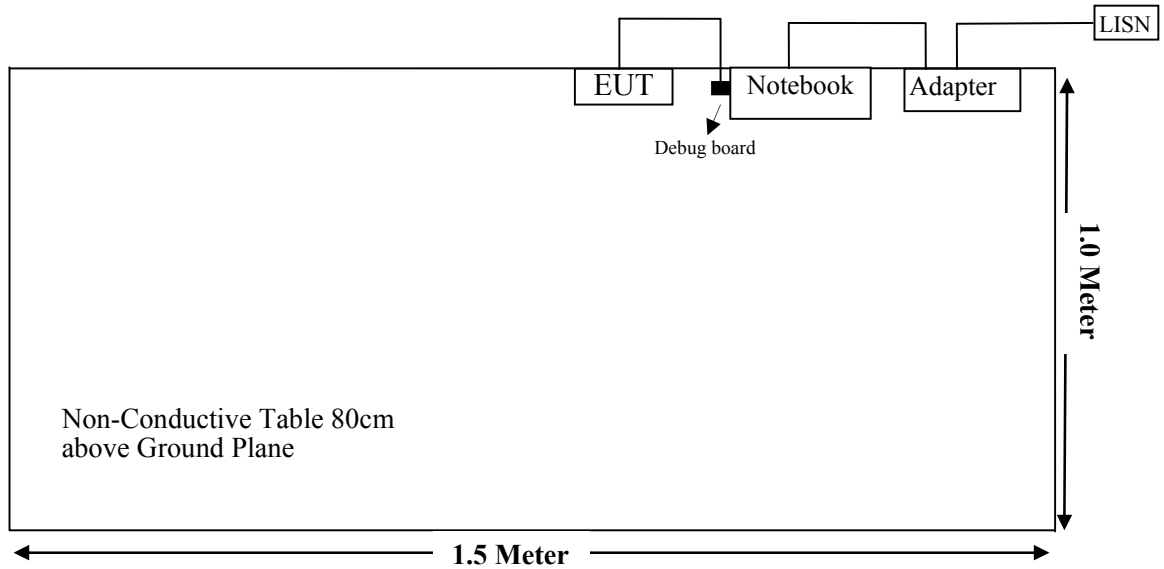 LISN
EUT
Notebook
Adapter
Debug board
1.0 Meter
Non-Conductive Table 80cm
above Ground Plane
1.5 Meter